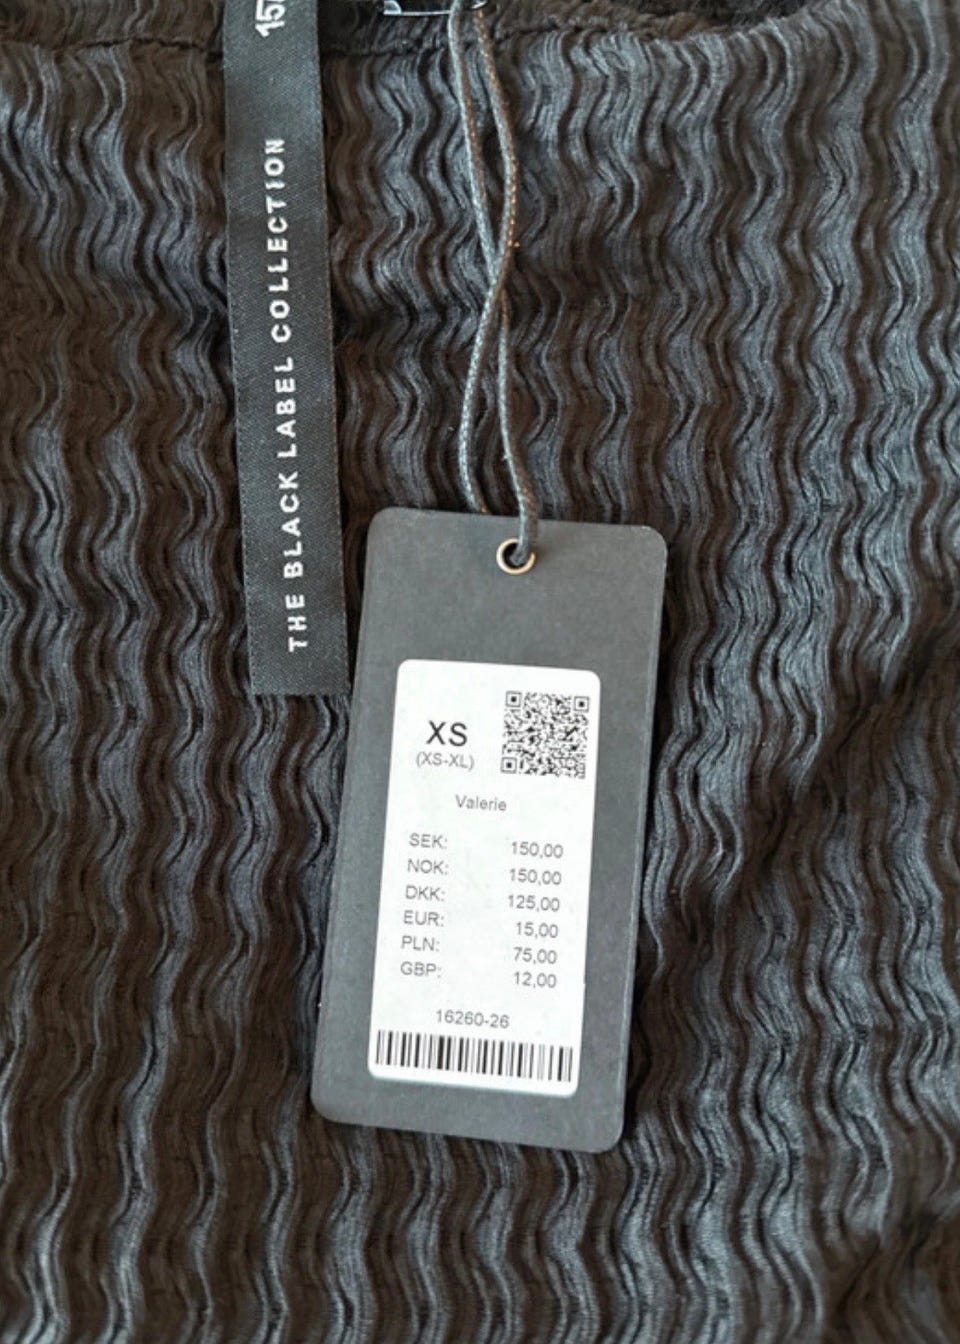 THE BLACK LABEL COLLECTION
XS
(XS-XL)
Valerie
SEK: 150,00
NOK: 150,00
DKK: 125,00
EUR: 15,00
PLN: 75,00
GBP: 12,00
16260-26